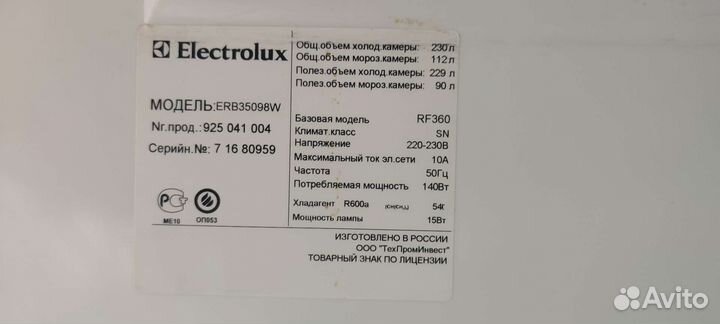 Electrolux
МОДЕЛЬ:ERB35098W
Nг.прод.:925 041 004
Серийн.№: 7 16 80959
МЕ10
ОП053
Общ.объем холод.камеры: 230 л
Общ.объем мороз.камеры: 112 л
Полез.объем холод.камеры: 229 л
Полез.объем мороз.камеры: 90 л
Базовая модель RF360
Климат.класс SN
Напряжение 220-230В
Максимальный ток эл.сети 10А
Частота 50Гц
Потребляемая мощность 140Вт
Хладагент R600a 54г
Мощность лампы 15Вт
ИЗГОТОВЛЕНО В РОССИИ
ООО "ТехПромИнвест"
ТОВАРНЫЙ ЗНАК ПО ЛИЦЕНЗИИ
Avito